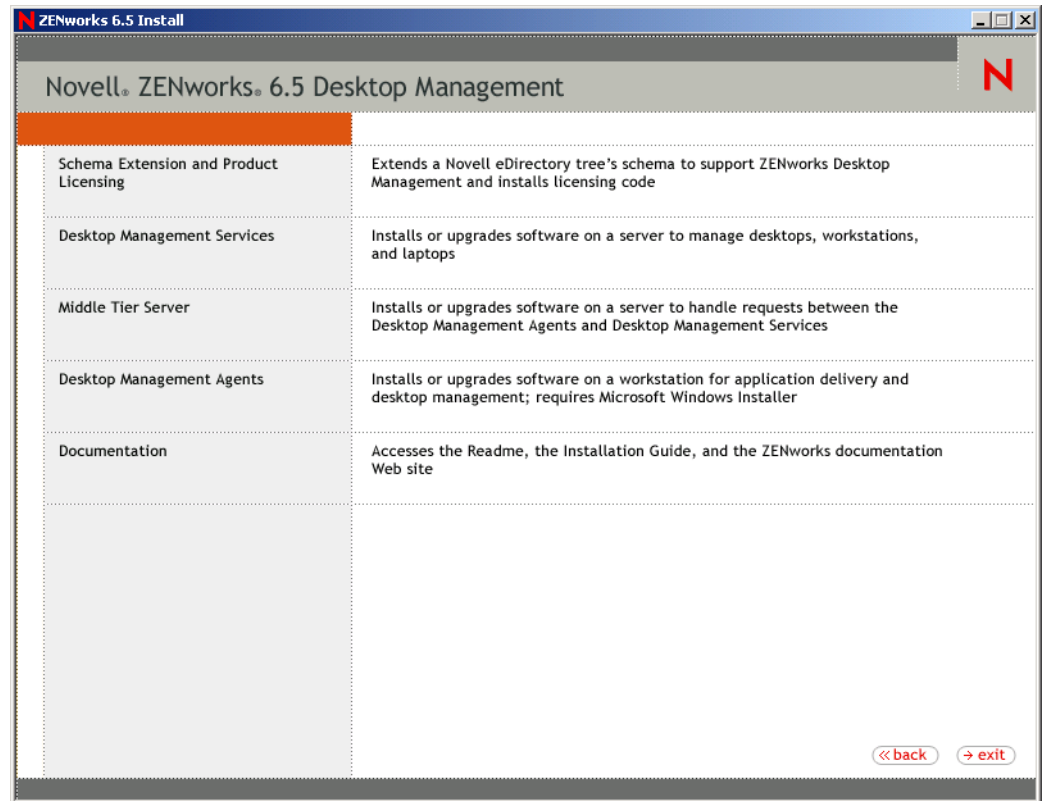 ZENworks 6.5 Install
Novell® ZENworks® 6.5 Desktop Management
N
Schema Extension and Product
Licensing
Extends a Novell eDirectory tree's schema to support ZENworks Desktop
Management and installs licensing code
Desktop Management Services
Installs or upgrades software on a server to manage desktops, workstations,
and laptops
Middle Tier Server
Installs or upgrades software on a server to handle requests between the
Desktop Management Agents and Desktop Management Services
Desktop Management Agents
Installs or upgrades software on a workstation for application delivery and
desktop management; requires Microsoft Windows Installer
Documentation
Accesses the Readme, the Installation Guide, and the ZENworks documentation
Web site
« back
→ exit